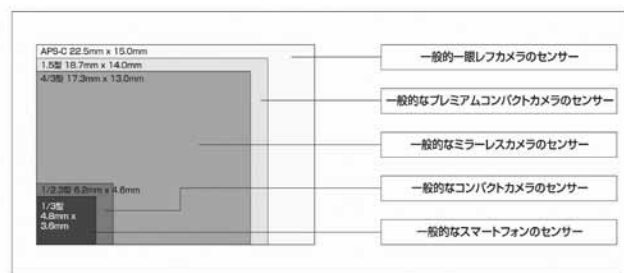 APS-C 22.5mm x 15.0mm
1.5型 18.7mm x 14.0mm
4/3型 17.3mm x 13.0mm
1/2.3型 6.2mm x 4.6mm
1/3型
4.8mm x
3.6mm
一般的一眼レフカメラのセンサー
一般的なプレミアムコンパクトカメラのセンサー
一般的なミラーレスカメラのセンサー
一般的なコンパクトカメラのセンサー
一般的なスマートフォンのセンサー